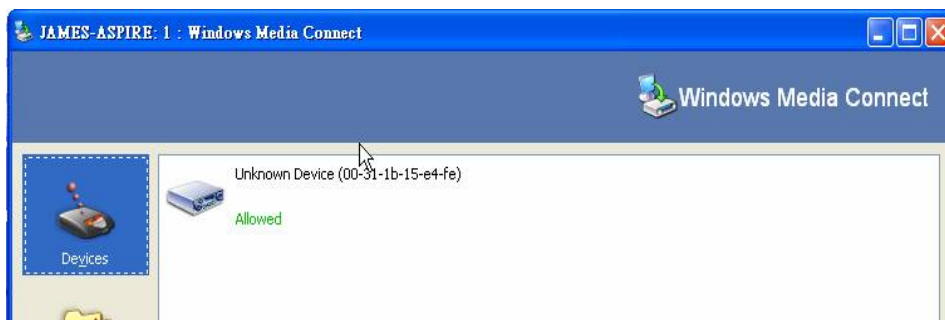 JAMES-ASPIRE: 1 : Windows Media Connect
Windows Media Connect
Unknown Device (00-31-1b-15-e4-fe)
Allowed
Devices